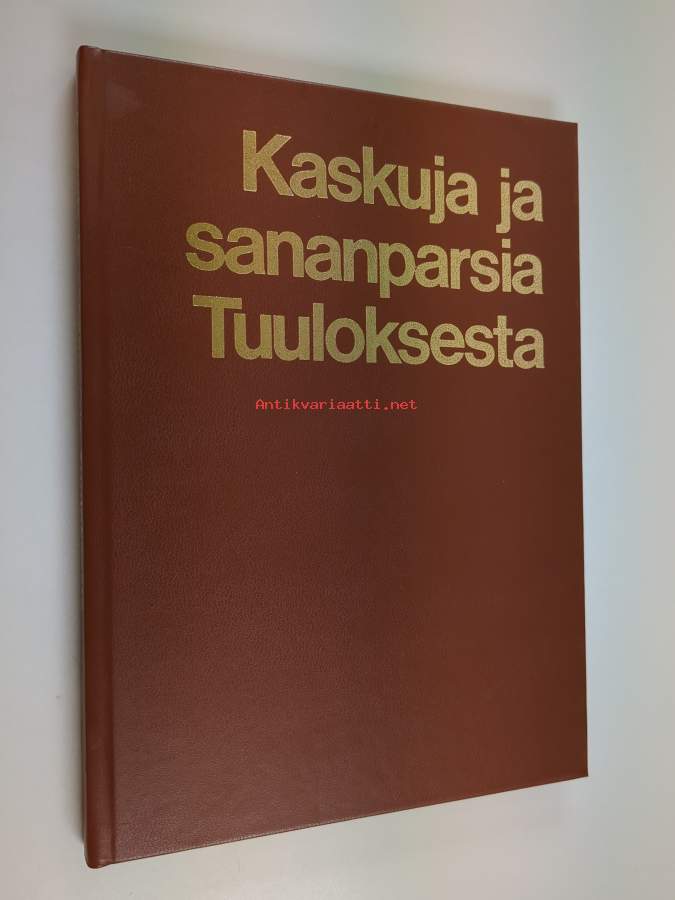 Kaskuja ja
sananparsia
Tuuloksesta
Antikvariaatti.net